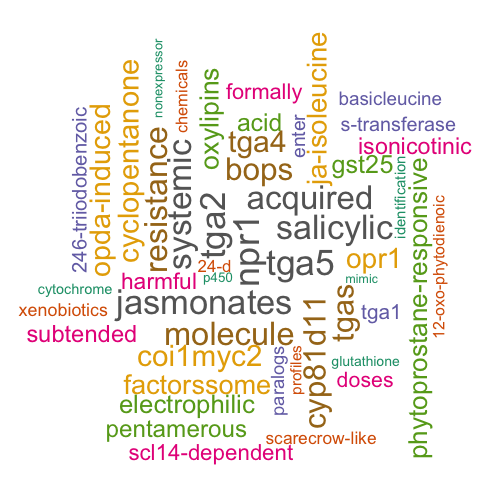 formally
basicleucine
s-transferase
isonicotinic
nonexpressor
chemicals
oxylipins
ja-isoleucine
enter
acid
tga4
bops
gst25
246-triiodobenzoic
opda-induced
cyclopentanone
resistance
systemic
tga2
npr1
acquired
salicylic
identification
phytoprostane-responsive
12-oxo-phytodienoic
tga5
opr1
24-d
p450
mimic
cytochrome
harmful
xenobiotics
jasmonates
subtended
molecule
cyp81d11
tgas
tga1
coi1myc2
paralogs
profiles
glutathione
doses
factorssome
electrophilic
pentamerous
scarecrow-like
scl14-dependent